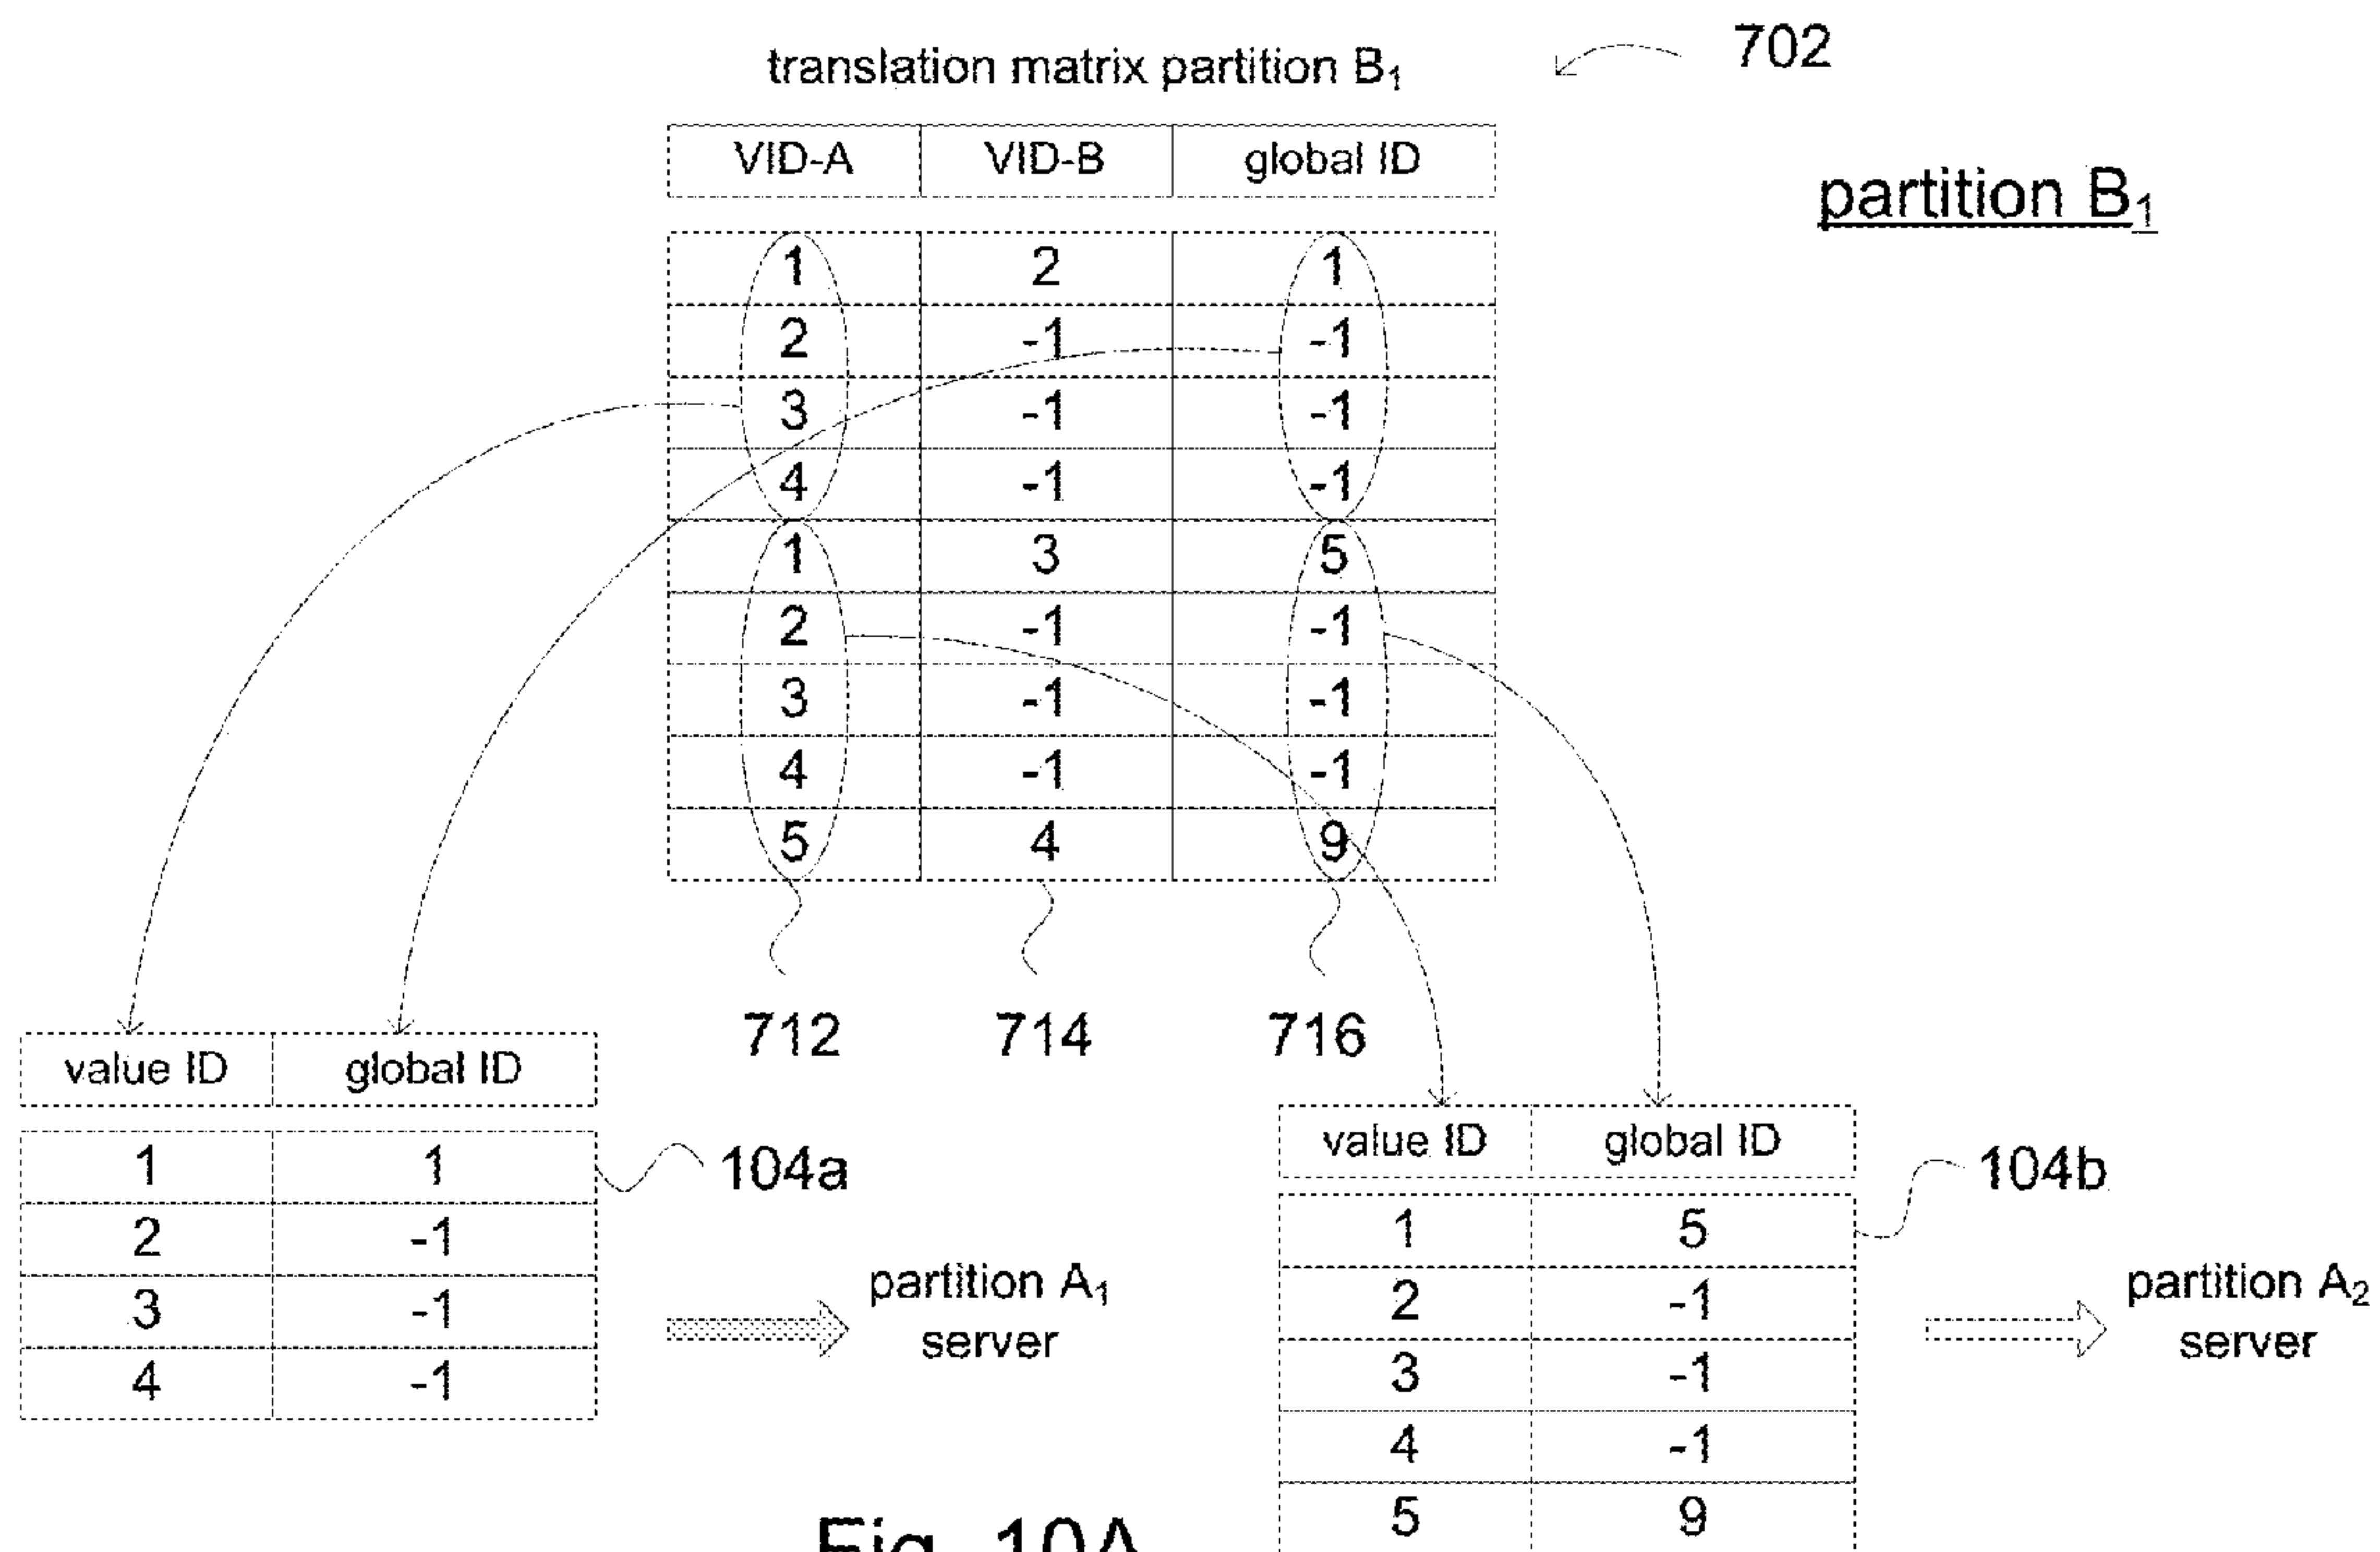 translation matrix partition B₁
702
VID-A VID-B global ID
partition B₁
1 2 1
2 -1 -1
3 -1 -1
4 -1 -1
1 3 5
2 -1 -1
3 -1 -1
4 -1 -1
5 4 9
712 714 716
value ID global ID
1 1
2 -1
3 -1
4 -1
104a
partition A₁
server
value ID global ID
1 5
2 -1
3 -1
4 -1
5 9
104b
partition A₂
server
Fig. 10A